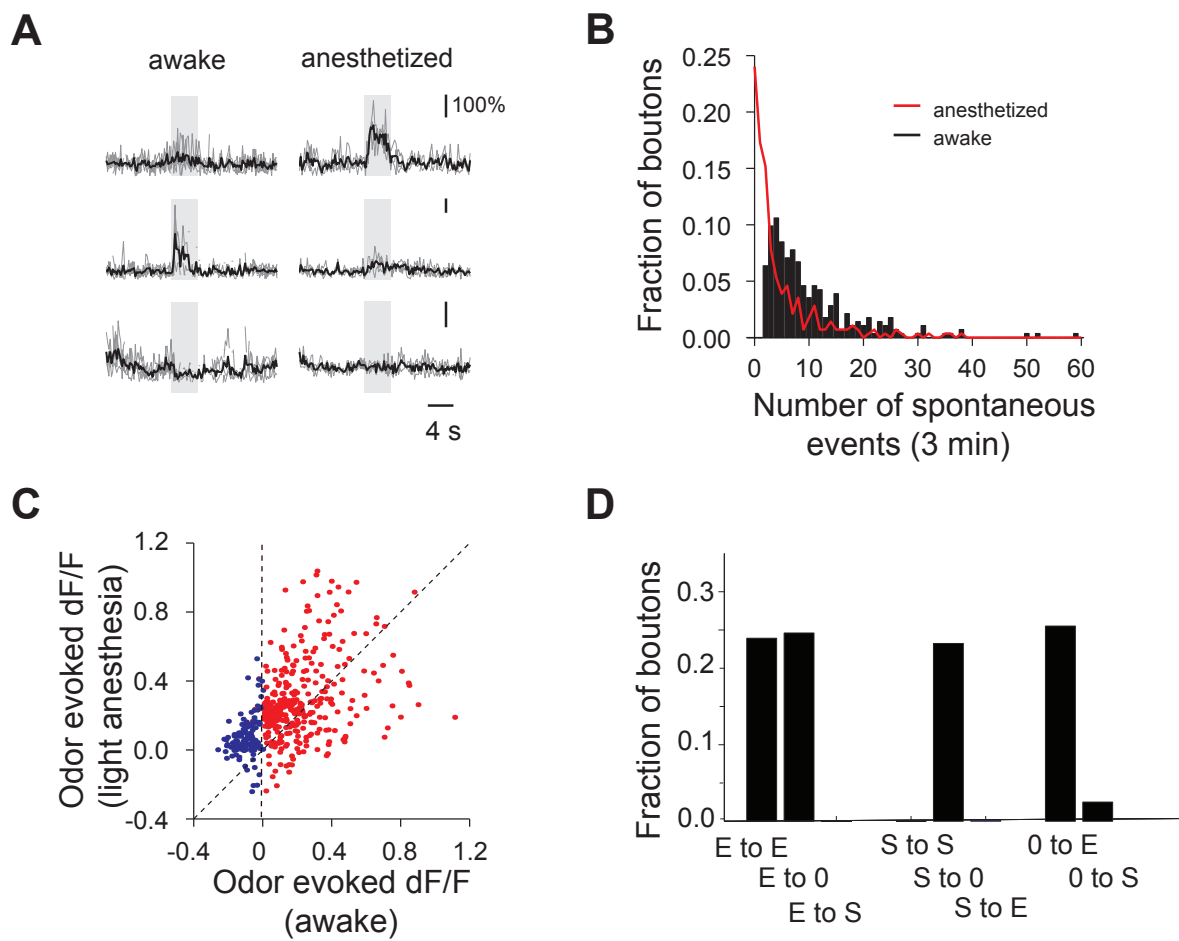 A
awake
anesthetized
100%
4 s
B
Fraction of boutons
0.25
0.20
0.15
0.10
0.05
0.00
anesthetized
awake
0
10
20
30
40
50
60
Number of spontaneous
events (3 min)
C
Odor evoked dF/F
(light anesthesia)
1.2
0.8
0.4
0.0
-0.4
-0.4
0
0.4
0.8
1.2
Odor evoked dF/F
(awake)
D
Fraction of boutons
0.3
0.2
0.1
0.0
E to E
E to 0
E to S
S to S
S to 0
S to E
0 to E
0 to S